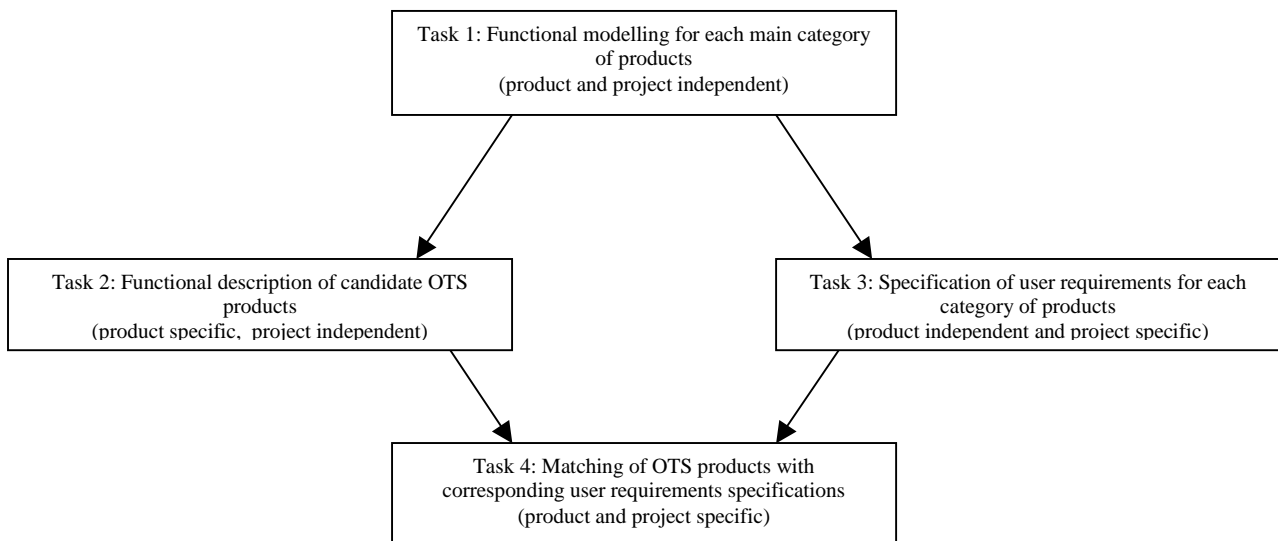 Task 1: Functional modelling for each main category
of products
(product and project independent)
Task 2: Functional description of candidate OTS
products
(product specific,  project independent)
Task 3: Specification of user requirements for each
category of products
(product independent and project specific)
Task 4: Matching of OTS products with
corresponding user requirements specifications
(product and project specific)